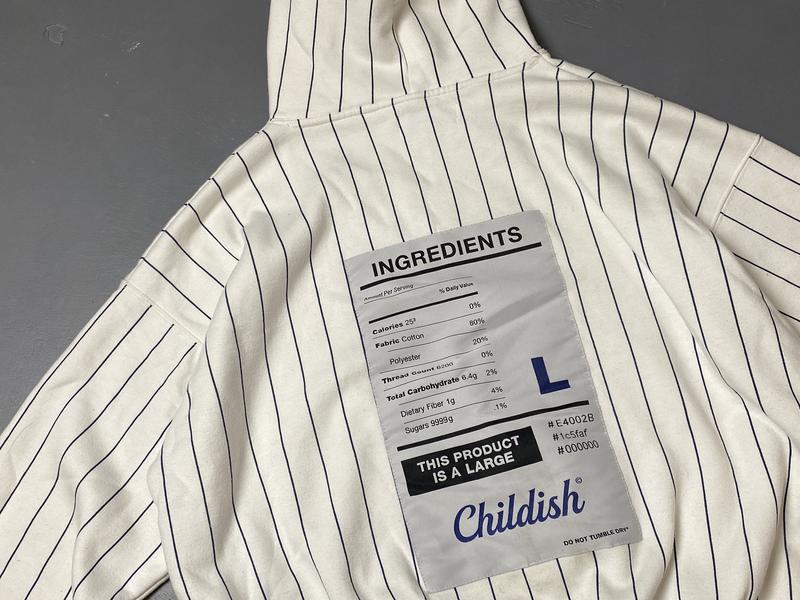 INGREDIENTS
Amount Per Serving
% Daily Value
Calories 25³ 0%
Fabric Cotton 80%
Polyester 20%
Thread Count 6200 0%
Total Carbohydrate 6.4g 2%
Dietary Fiber 1g 4%
Sugars 9999g .1%
L
#E4002B
#1c5faf
#000000
THIS PRODUCT
IS A LARGE
Childish©
DO NOT TUMBLE DRY*